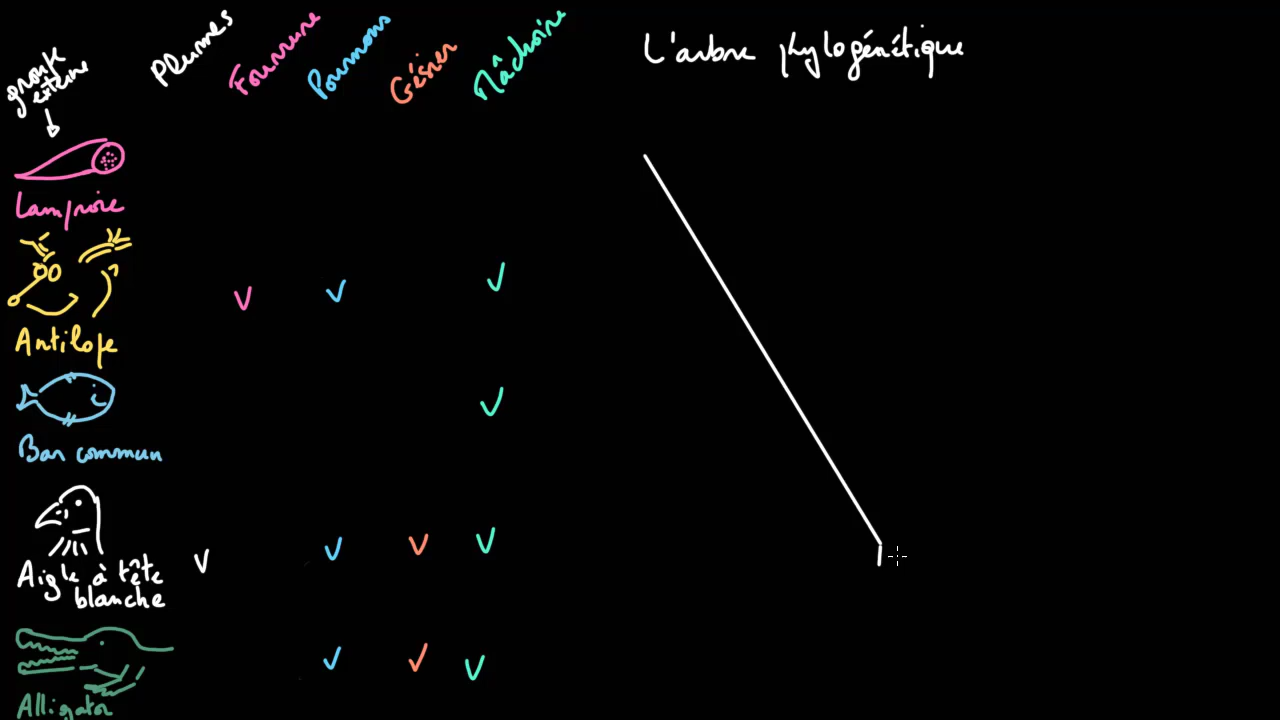 groupe
externe
Plumes
Fourrure
Poumons
Gésier
Mâchoire
L'arbre phylogénétique
Lamproie
Antilope
Bar commun
Aigle à tête
blanche
Alligator